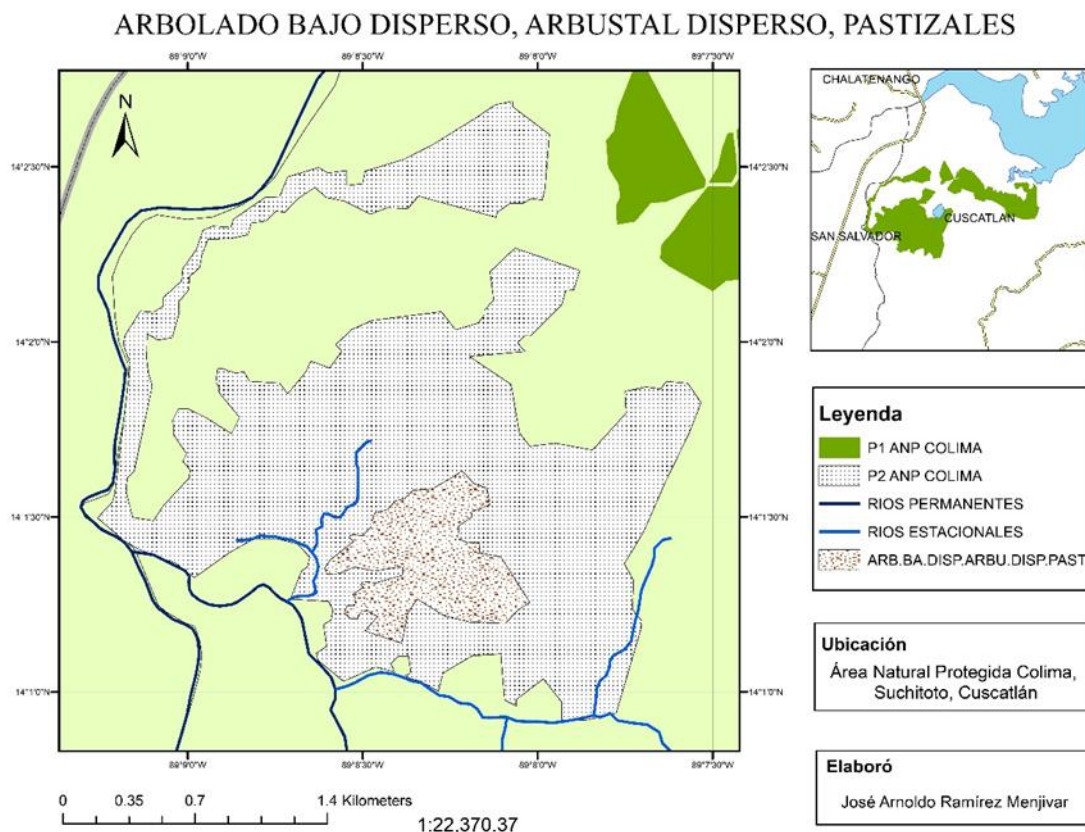 ARBOLADO BAJO DISPERSO, ARBUSTAL DISPERSO, PASTIZALES
89°9'0"W
89°8'30"W
89°8'0"W
89°7'30"W
N
14°2'30"N
14°2'30"N
14°2'0"N
14°2'0"N
14°1'30"N
14°1'30"N
14°1'0"N
14°1'0"N
89°9'0"W
89°8'30"W
89°8'0"W
89°7'30"W
0 0.35 0.7 1.4 Kilometers
1:22.370.37
CHALATENANGO
CUSCATLAN
SAN SALVADOR
Leyenda
P1 ANP COLIMA
P2 ANP COLIMA
RIOS PERMANENTES
RIOS ESTACIONALES
ARB.BA.DISP.ARBU.DISP.PAST
Ubicación
Área Natural Protegida Colima,
Suchitoto, Cuscatlán
Elaboró
José Arnoldo Ramírez Menjivar